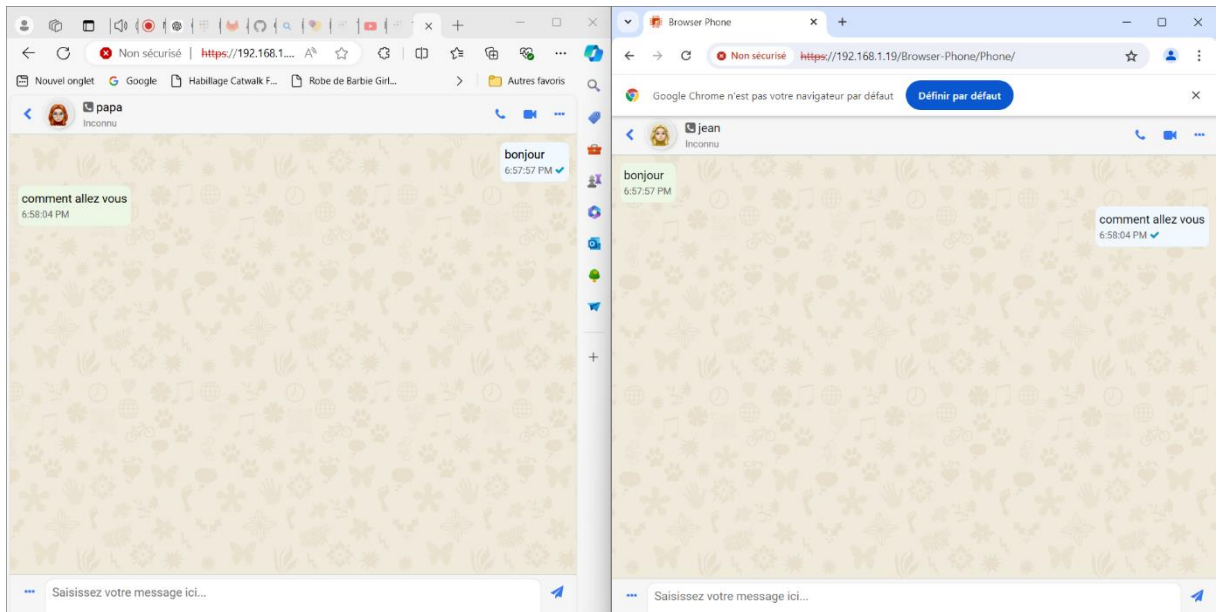 Non sécurisé | https://192.168.1....
Nouvel onglet
Google
Habillage Catwalk F...
Robe de Barbie Girl...
Autres favoris
papa
Inconnu
bonjour
6:57:57 PM
comment allez vous
6:58:04 PM
Saisissez votre message ici...
Browser Phone
Non sécurisé https://192.168.1.19/Browser-Phone/Phone/
Google Chrome n'est pas votre navigateur par défaut
Définir par défaut
jean
Inconnu
bonjour
6:57:57 PM
comment allez vous
6:58:04 PM
Saisissez votre message ici...